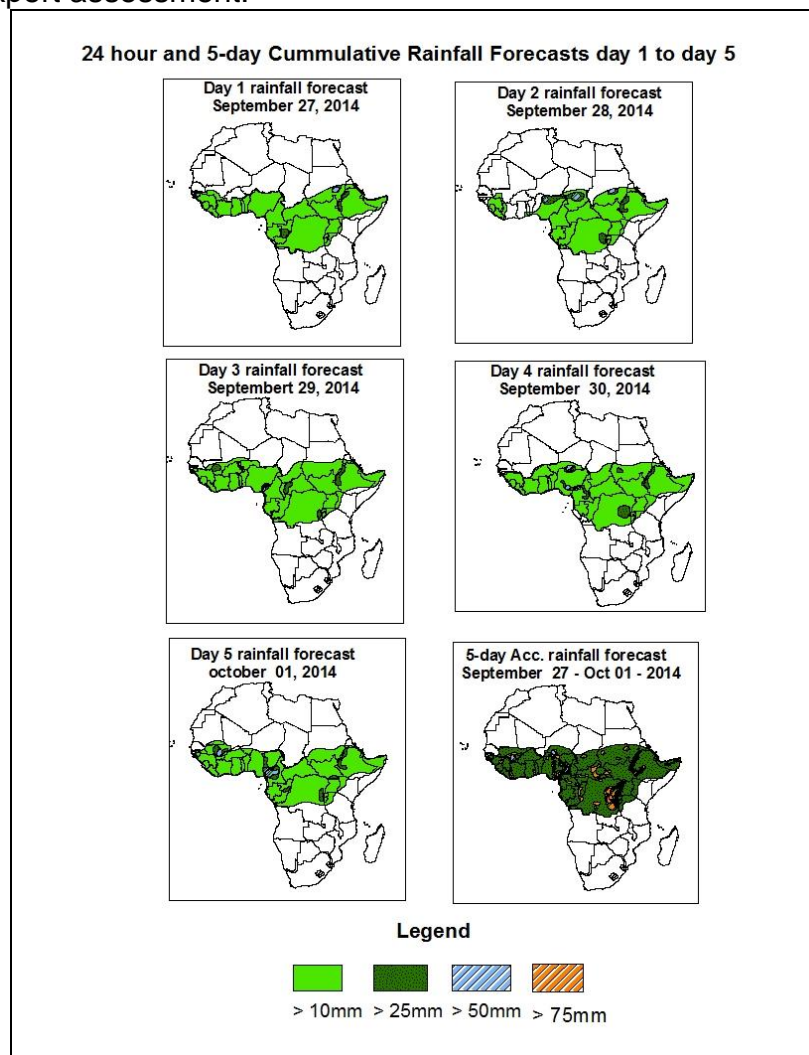 xpert assessment.
24 hour and 5-day Cummulative Rainfall Forecasts day 1 to day 5
Day 1 rainfall forecast
September 27, 2014
Day 2 rainfall forecast
September 28, 2014
Day 3 rainfall forecast
Septembert 29, 2014
Day 4 rainfall forecast
September 30, 2014
Day 5 rainfall forecast
october 01, 2014
5-day Acc. rainfall forecast
September 27 - Oct 01 - 2014
Legend
> 10mm > 25mm > 50mm > 75mm